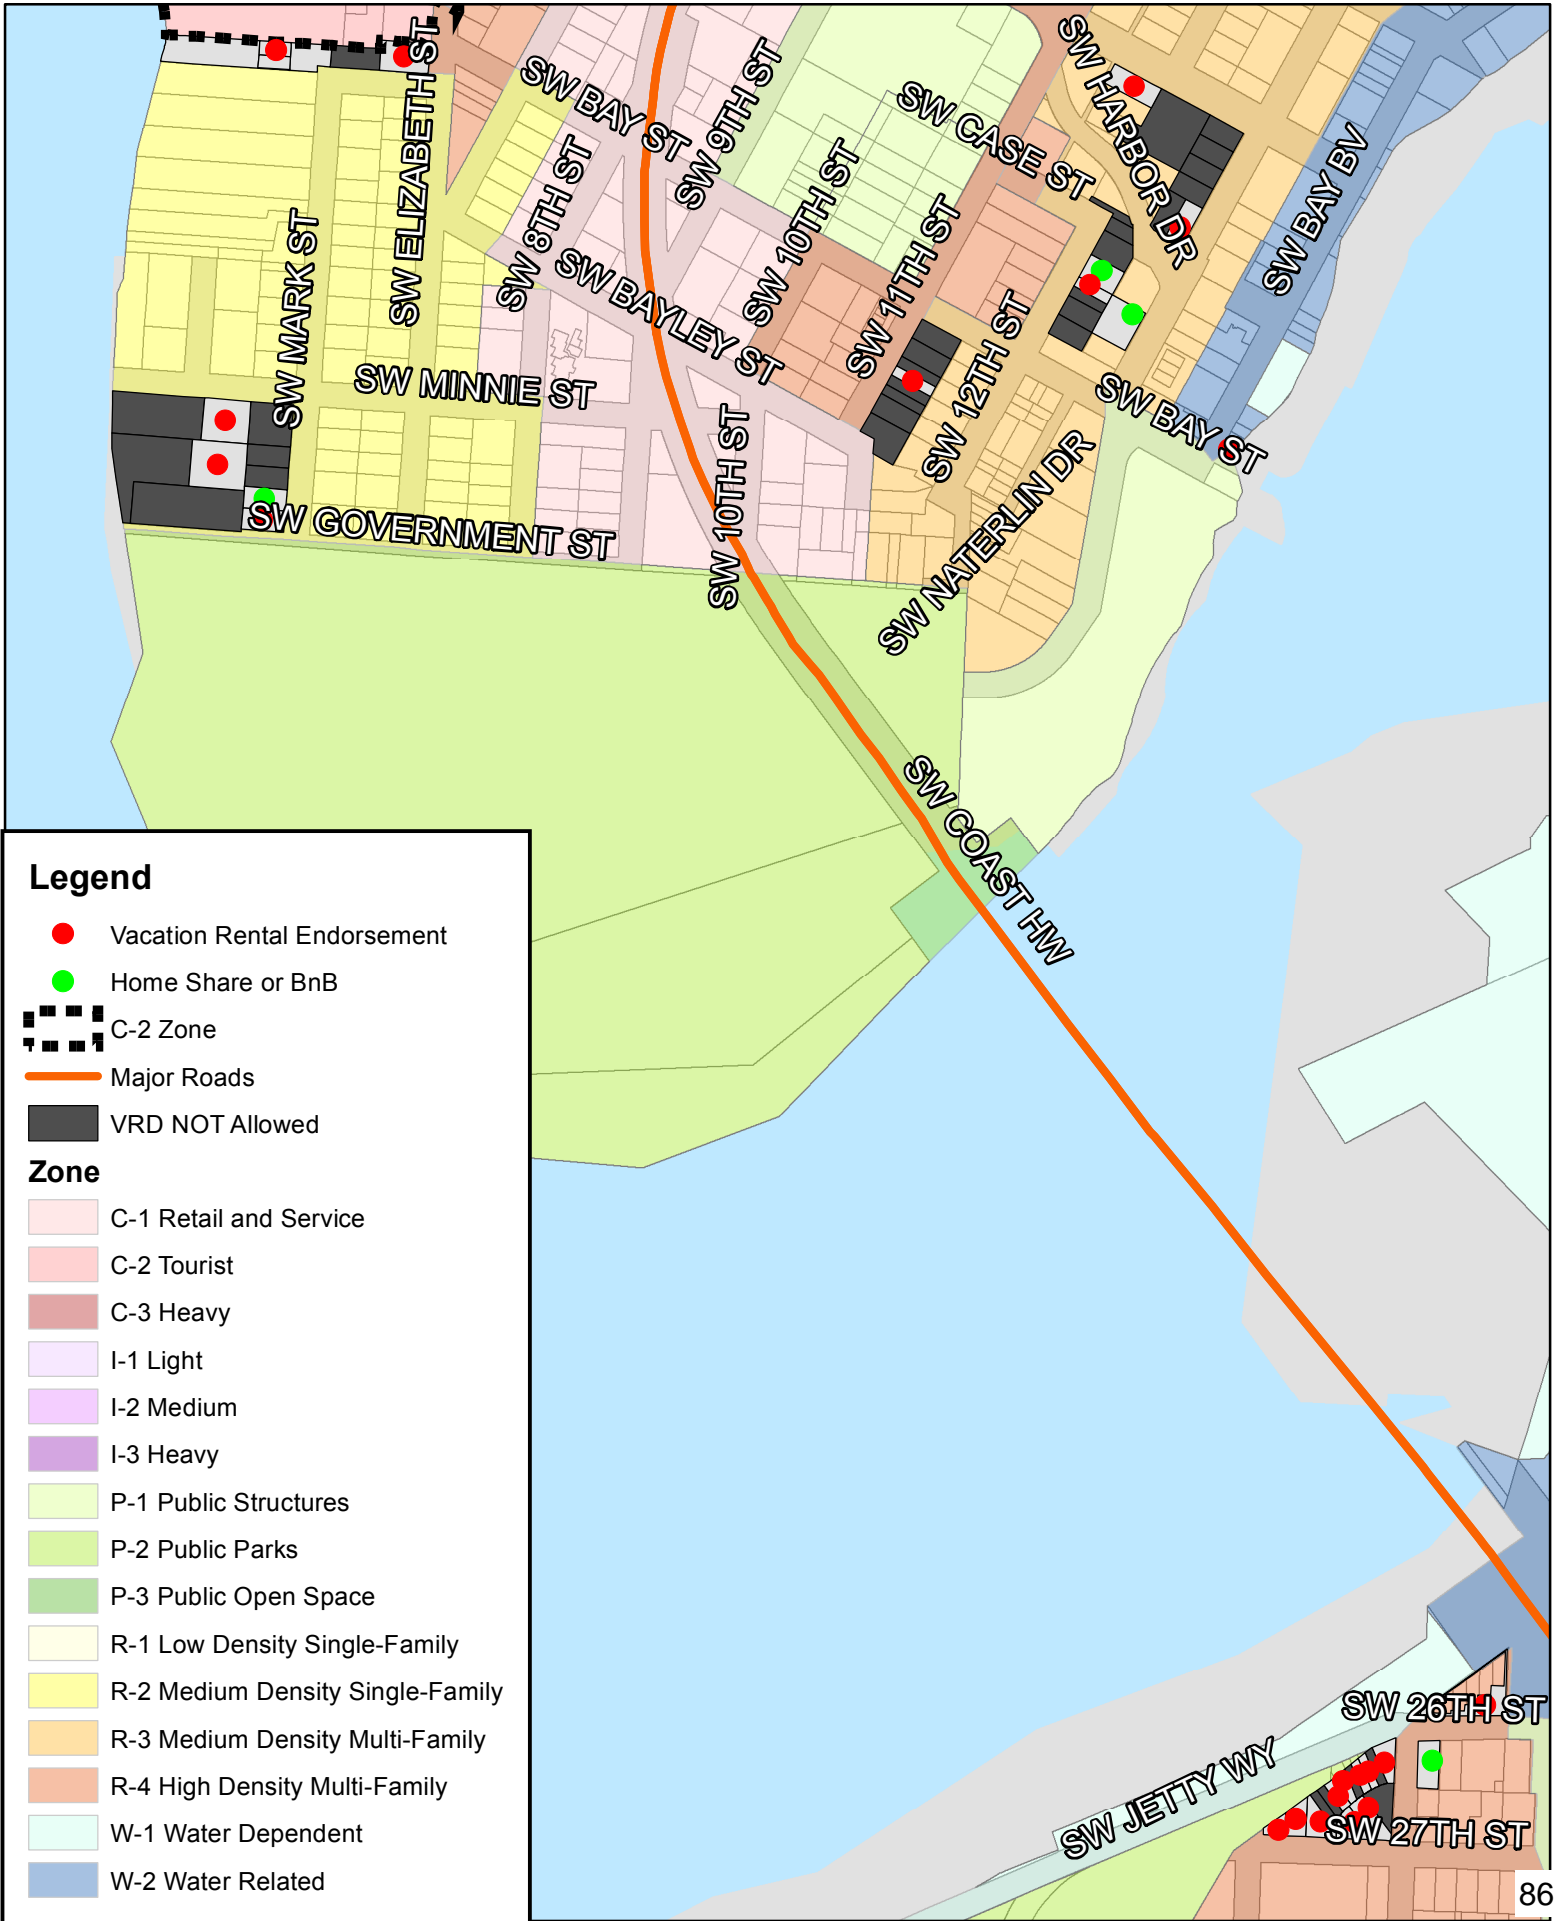 SW BAY ST
SW 9TH ST
SW CASE ST
SW HARBOR DR
SW BAY BV
SW ELIZABETH ST
SW 8TH ST
SW 10TH ST
SW 11TH ST
SW MARK ST
SW BAYLEY ST
SW 12TH ST
SW MINNIE ST
SW BAY ST
SW 10TH ST
SW NATERLIN DR
SW GOVERNMENT ST
SW COAST HW
Legend
Vacation Rental Endorsement
Home Share or BnB
C-2 Zone
Major Roads
VRD NOT Allowed
Zone
C-1 Retail and Service
C-2 Tourist
C-3 Heavy
I-1 Light
I-2 Medium
I-3 Heavy
P-1 Public Structures
P-2 Public Parks
P-3 Public Open Space
R-1 Low Density Single-Family
R-2 Medium Density Single-Family
R-3 Medium Density Multi-Family
R-4 High Density Multi-Family
W-1 Water Dependent
W-2 Water Related
SW 26TH ST
SW JETTY WY
SW 27TH ST
86